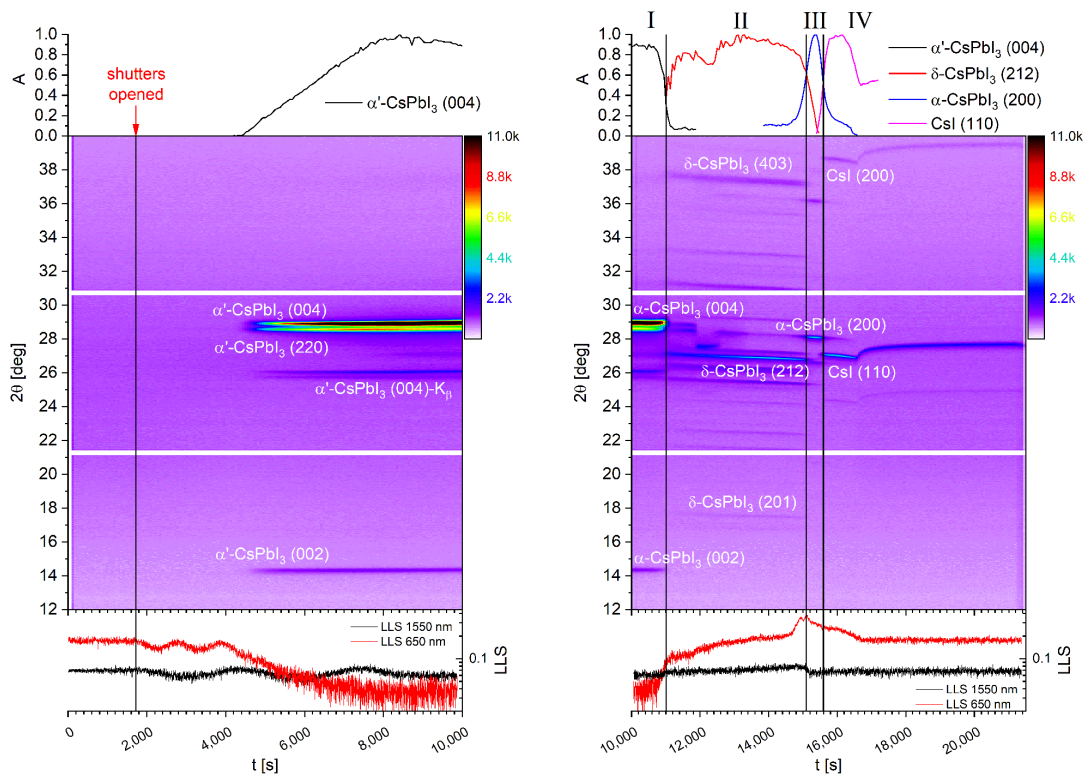 I II III IV
1.0
0.8
0.6
0.4
0.2
0.0
A
shutters
opened
α'-CsPbI₃ (004)
38
36
34
32
30
28
26
24
22
20
18
16
14
12
2θ [deg]
2θ [deg]
α'-CsPbI₃ (004)
α'-CsPbI₃ (220)
α'-CsPbI₃ (004)-Kᵦ
α'-CsPbI₃ (002)
11.0k
8.8k
6.6k
4.4k
2.2k
LLS 1550 nm
LLS 650 nm
0.1
LLS
0
2,000
4,000
6,000
8,000
10,000
t [s]
1.0
0.8
0.6
0.4
0.2
0.0
A
α'-CsPbI₃ (004)
δ-CsPbI₃ (212)
α-CsPbI₃ (200)
CsI (110)
38
36
34
32
30
28
26
24
22
20
18
16
14
12
2θ [deg]
2θ [deg]
δ-CsPbI₃ (403)
CsI (200)
α-CsPbI₃ (004)
α-CsPbI₃ (200)
δ-CsPbI₃ (212)
CsI (110)
δ-CsPbI₃ (201)
α-CsPbI₃ (002)
11.0k
8.8k
6.6k
4.4k
2.2k
0.1
LLS
LLS 1550 nm
LLS 650 nm
10,000
12,000
14,000
16,000
18,000
20,000
t [s]